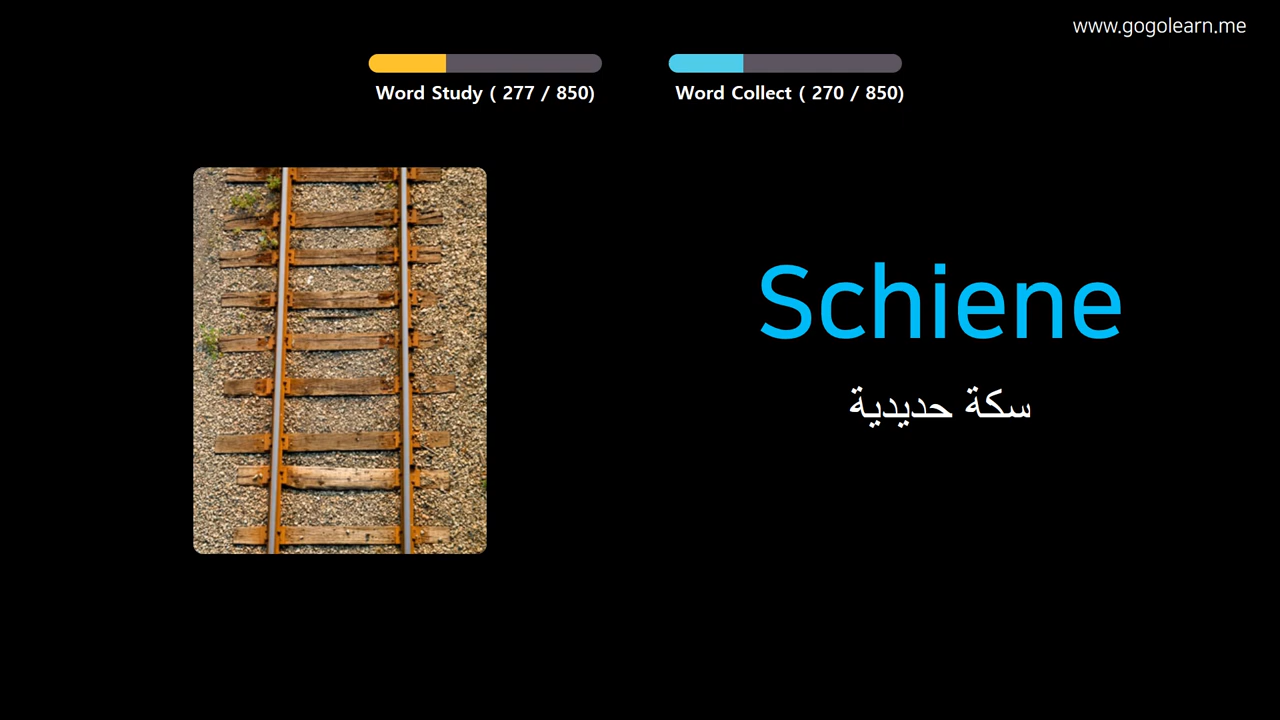 www.gogolearn.me
Word Study ( 277 / 850)
Word Collect ( 270 / 850)
Schiene
سكة حديدية